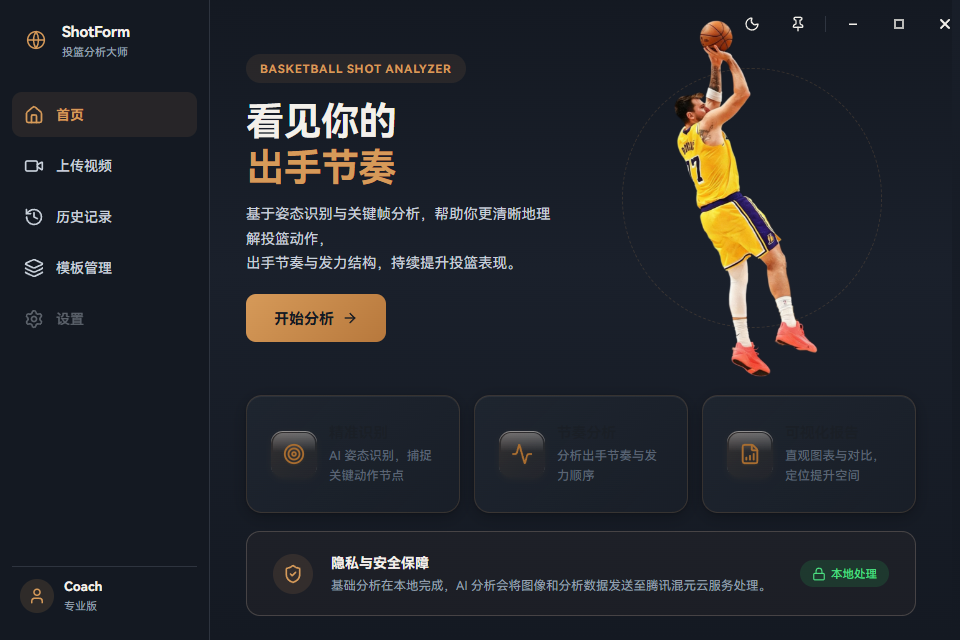 ShotForm
投篮分析大师
首页
上传视频
历史记录
模板管理
设置
Coach
专业版
BASKETBALL SHOT ANALYZER
看见你的
出手节奏
基于姿态识别与关键帧分析，帮助你更清晰地理
解投篮动作，
出手节奏与发力结构，持续提升投篮表现。
开始分析
AI 姿态识别，捕捉
关键动作节点
节奏分析
分析出手节奏与发
力顺序
直观图表与对比，
定位提升空间
隐私与安全保障
基础分析在本地完成，AI 分析会将图像和分析数据发送至腾讯混元云服务处理。
本地处理